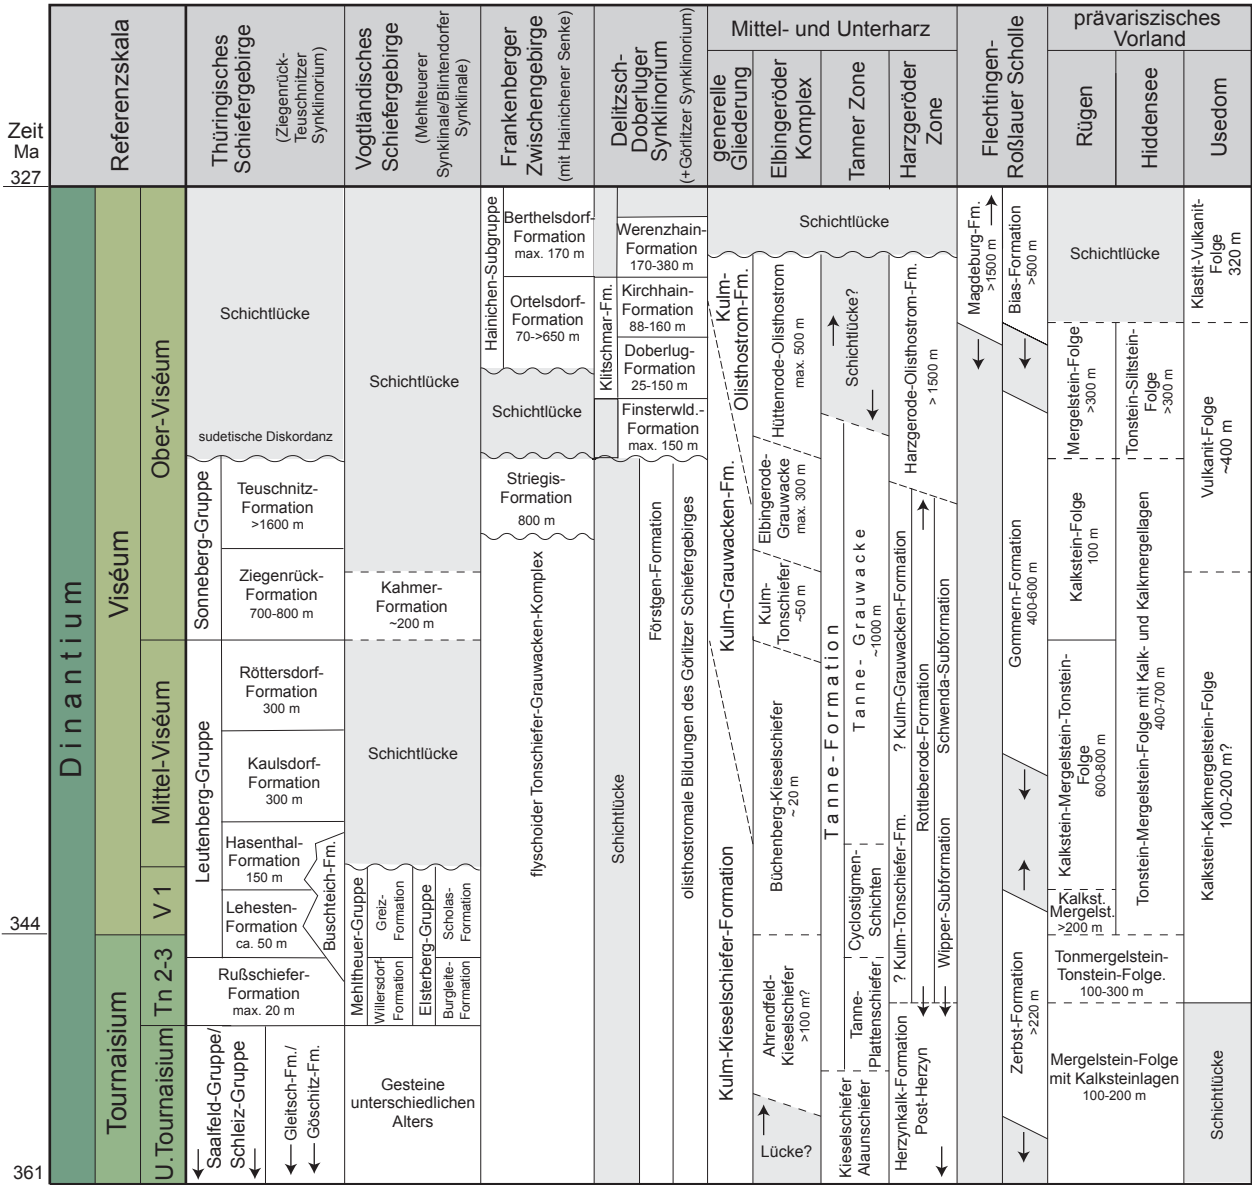 Zeit
Ma
327
344
361
Referenzskala
Thüringisches
Schiefergebirge
(Ziegenrück-
Teuschnitzer
Synklinorium)
Vogtländisches
Schiefergebirge
(Mehlteuerer
Synklinale/Blintendorfer
Synklinale)
Frankenberger
Zwischengebirge
(mit Hainichener Senke)
Delitzsch-
Doberluger
Synklinorium
(+Görlitzer Synklinorium)
Mittel- und Unterharz
generelle
Gliederung
Elbingeröder
Komplex
Tanner Zone
Harzgeröder
Zone
Flechtingen-
Roßlauer Scholle
prävariszisches
Vorland
Rügen
Hiddensee
Usedom
Dinantium
Viséum
Tournaisium
Ober-Viséum
Mittel-Viséum
V 1
Tn 2-3
U.Tournaisium
Schichtlücke
sudetische Diskordanz
Sonneberg-Gruppe
Teuschnitz-
Formation
>1600 m
Ziegenrück-
Formation
700-800 m
Leutenberg-Gruppe
Röttersdorf-
Formation
300 m
Kaulsdorf-
Formation
300 m
Hasenthal-
Formation
150 m
Lehesten-
Formation
ca. 50 m
Buschteich-Fm.
Rußschiefer-
Formation
max. 20 m
Saalfeld-Gruppe/
Schleiz-Gruppe
Gleitsch-Fm./
Göschitz-Fm.
Schichtlücke
Kahmer-
Formation
~200 m
Schichtlücke
Mehltheuer-Gruppe
Greiz-
Formation
Willersdorf-
Formation
Elsterberg-Gruppe
Scholas-
Formation
Burgleite-
Formation
Gesteine
unterschiedlichen
Alters
Hainichen-Subgruppe
Berthelsdorf-
Formation
max. 170 m
Ortelsdorf-
Formation
70->650 m
Schichtlücke
Striegis-
Formation
800 m
flyschoider Tonschiefer-Grauwacken-Komplex
Klitschmar-Fm.
Werenzhain-
Formation
170-380 m
Kirchhain-
Formation
88-160 m
Doberlug-
Formation
25-150 m
Finsterwld.-
Formation
max. 150 m
Schichtlücke
Förstgen-Formation
olisthostromale Bildungen des Görlitzer Schiefergebirges
Schichtlücke
Kulm-
Olisthostrom-Fm.
Kulm-Grauwacken-Fm.
Kulm-Kieselschiefer-Formation
Hüttenrode-Olisthostrom
max. 500 m
Elbingerode-
Grauwacke
max. 300 m
Kulm-
Tonschiefer
~50 m
Büchenberg-Kieselschiefer
~ 20 m
Ahrendfeld-
Kieselschiefer
>100 m?
Lücke?
Schichtlücke?
Tanne-Formation
Tanne- Grauwacke
~1000 m
Cyclostigmen-
Schichten
Tanne-
Plattenschiefer
Kieselschiefer
Alaunschiefer
Harzgerode-Olisthostrom-Fm.
> 1500 m
? Kulm-Grauwacken-Formation
? Kulm-Tonschiefer-Fm.
Rottleberode-Formation
Schwenda-Subformation
Wipper-Subformation
Herzynkalk-Formation
Post-Herzyn
Magdeburg-Fm.
>1500 m
Bias-Formation
>500 m
Gommern-Formation
400-600 m
Zerbst-Formation
>220 m
Schichtlücke
Mergelstein-Folge
>300 m
Tonstein-Siltstein-
Folge
>300 m
Kalkstein-Folge
100 m
Kalkstein-Mergelstein-Tonstein-
Folge
600-800 m
Tonstein-Mergelstein-Folge mit Kalk- und Kalkmergellagen
400-700 m
Kalkst.
Mergelst.
>200 m
Tonmergelstein-
Tonstein-Folge.
100-300 m
Mergelstein-Folge
mit Kalksteinlagen
100-200 m
Klastit-Vulkanit-
Folge
320 m
Vulkanit-Folge
~400 m
Kalkstein-Kalkmergelstein-Folge
100-200 m?
Schichtlücke